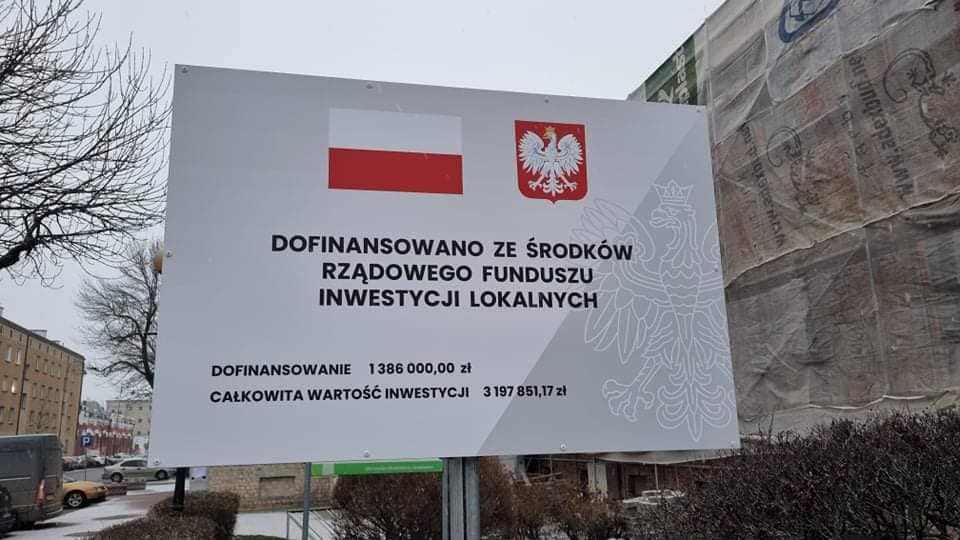 DOFINANSOWANO ZE ŚRODKÓW
RZĄDOWEGO FUNDUSZU
INWESTYCJI LOKALNYCH
DOFINANSOWANIE 1 386 000,00 zł
CAŁKOWITA WARTOŚĆ INWESTYCJI 3 197 851,17 zł
P